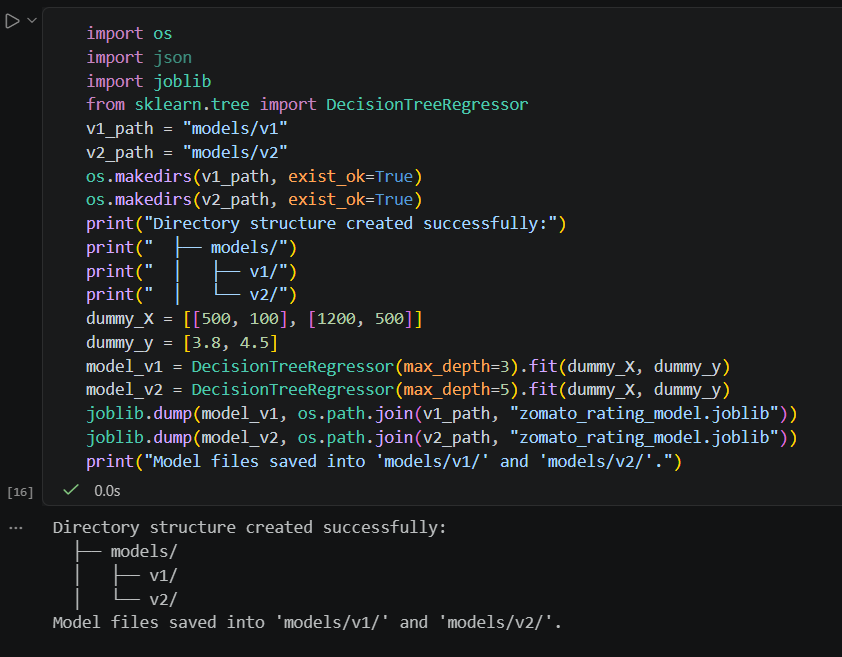 import os
import json
import joblib
from sklearn.tree import DecisionTreeRegressor
v1_path = "models/v1"
v2_path = "models/v2"
os.makedirs(v1_path, exist_ok=True)
os.makedirs(v2_path, exist_ok=True)
print("Directory structure created successfully:")
print("  ├── models/")
print("  │   ├── v1/")
print("  │   └── v2/")
dummy_X = [[500, 100], [1200, 500]]
dummy_y = [3.8, 4.5]
model_v1 = DecisionTreeRegressor(max_depth=3).fit(dummy_X, dummy_y)
model_v2 = DecisionTreeRegressor(max_depth=5).fit(dummy_X, dummy_y)
joblib.dump(model_v1, os.path.join(v1_path, "zomato_rating_model.joblib"))
joblib.dump(model_v2, os.path.join(v2_path, "zomato_rating_model.joblib"))
print("Model files saved into 'models/v1/' and 'models/v2/'.")
[16] ✓ 0.0s
... Directory structure created successfully:
  ├── models/
  │   ├── v1/
  │   └── v2/
Model files saved into 'models/v1/' and 'models/v2/'.